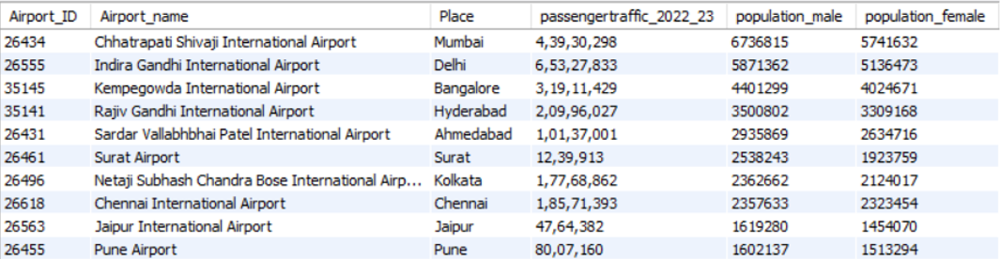 Airport_ID Airport_name Place passengertraffic_2022_23 population_male population_female
26434 Chhatrapati Shivaji International Airport Mumbai 4,39,30,298 6736815 5741632
26555 Indira Gandhi International Airport Delhi 6,53,27,833 5871362 5136473
35145 Kempegowda International Airport Bangalore 3,19,11,429 4401299 4024671
35141 Rajiv Gandhi International Airport Hyderabad 2,09,96,027 3500802 3309168
26431 Sardar Vallabhbhai Patel International Airport Ahmedabad 1,01,37,001 2935869 2634716
26461 Surat Airport Surat 12,39,913 2538243 1923759
26496 Netaji Subhash Chandra Bose International Airp... Kolkata 1,77,68,862 2362662 2124017
26618 Chennai International Airport Chennai 1,85,71,393 2357633 2323454
26563 Jaipur International Airport Jaipur 47,64,382 1619280 1454070
26455 Pune Airport Pune 80,07,160 1602137 1513294